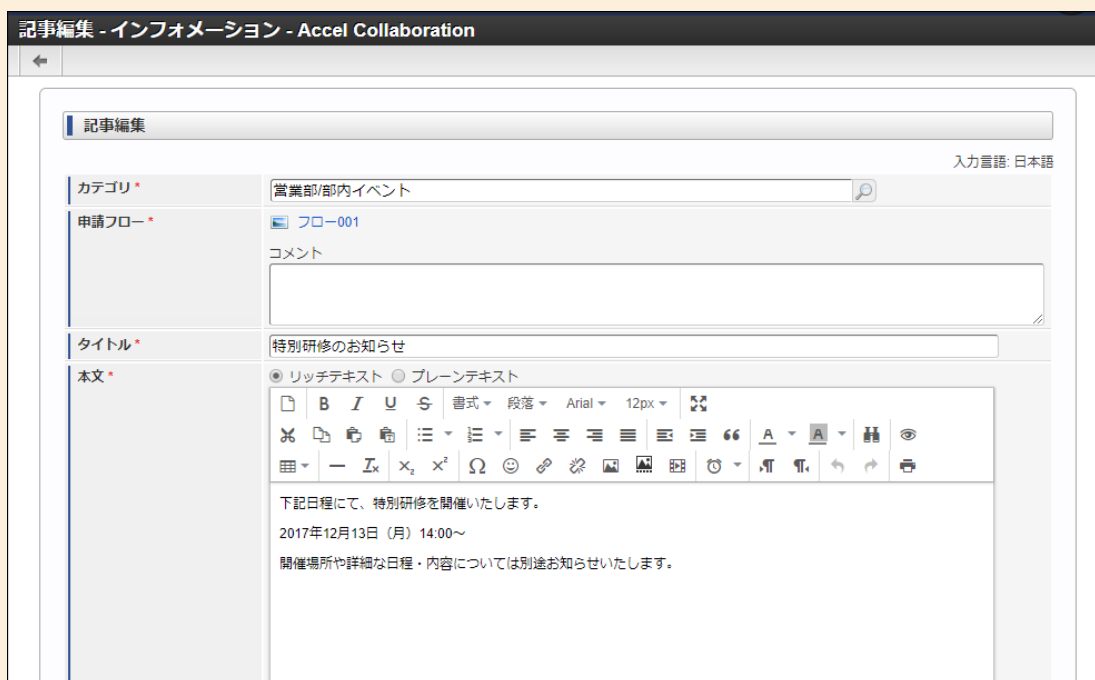 記事編集 - インフォメーション - Accel Collaboration
記事編集
入力言語: 日本語
カテゴリ *
営業部/部内イベント
申請フロー *
フロー001
コメント
タイトル *
特別研修のお知らせ
本文 *
リッチテキスト プレーンテキスト
B I U S 書式 段落 Arial 12px
A A
Ix X₂ X² Ω
下記日程にて、特別研修を開催いたします。
2017年12月13日（月）14:00～
開催場所や詳細な日程・内容については別途お知らせいたします。